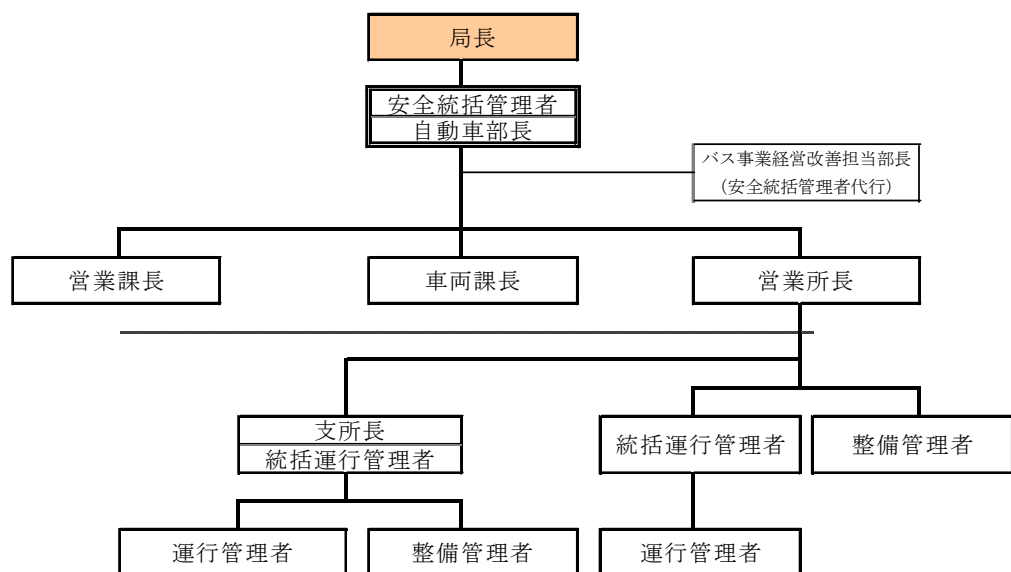 局長
安全統括管理者
自動車部長
バス事業経営改善担当部長
（安全統括管理者代行）
営業課長
車両課長
営業所長
支所長
統括運行管理者
統括運行管理者
整備管理者
運行管理者
整備管理者
運行管理者